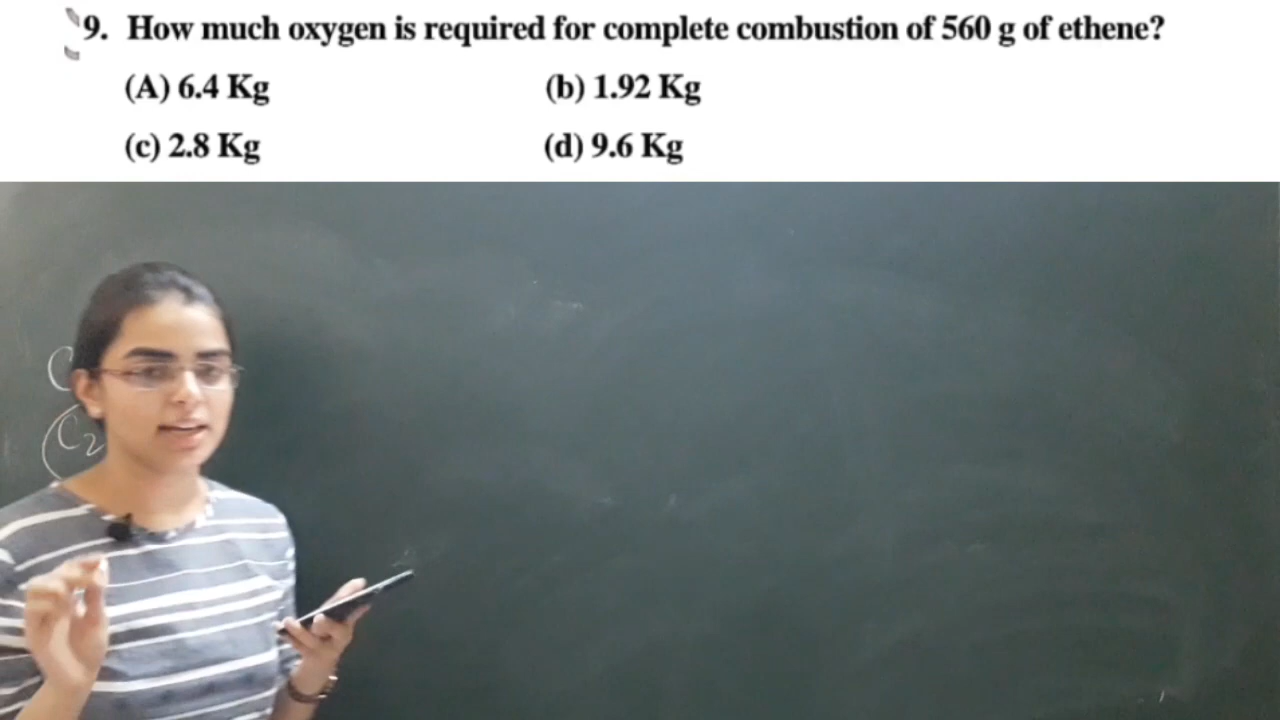 9. How much oxygen is required for complete combustion of 560 g of ethene?
(A) 6.4 Kg (b) 1.92 Kg
(c) 2.8 Kg (d) 9.6 Kg
C
C2